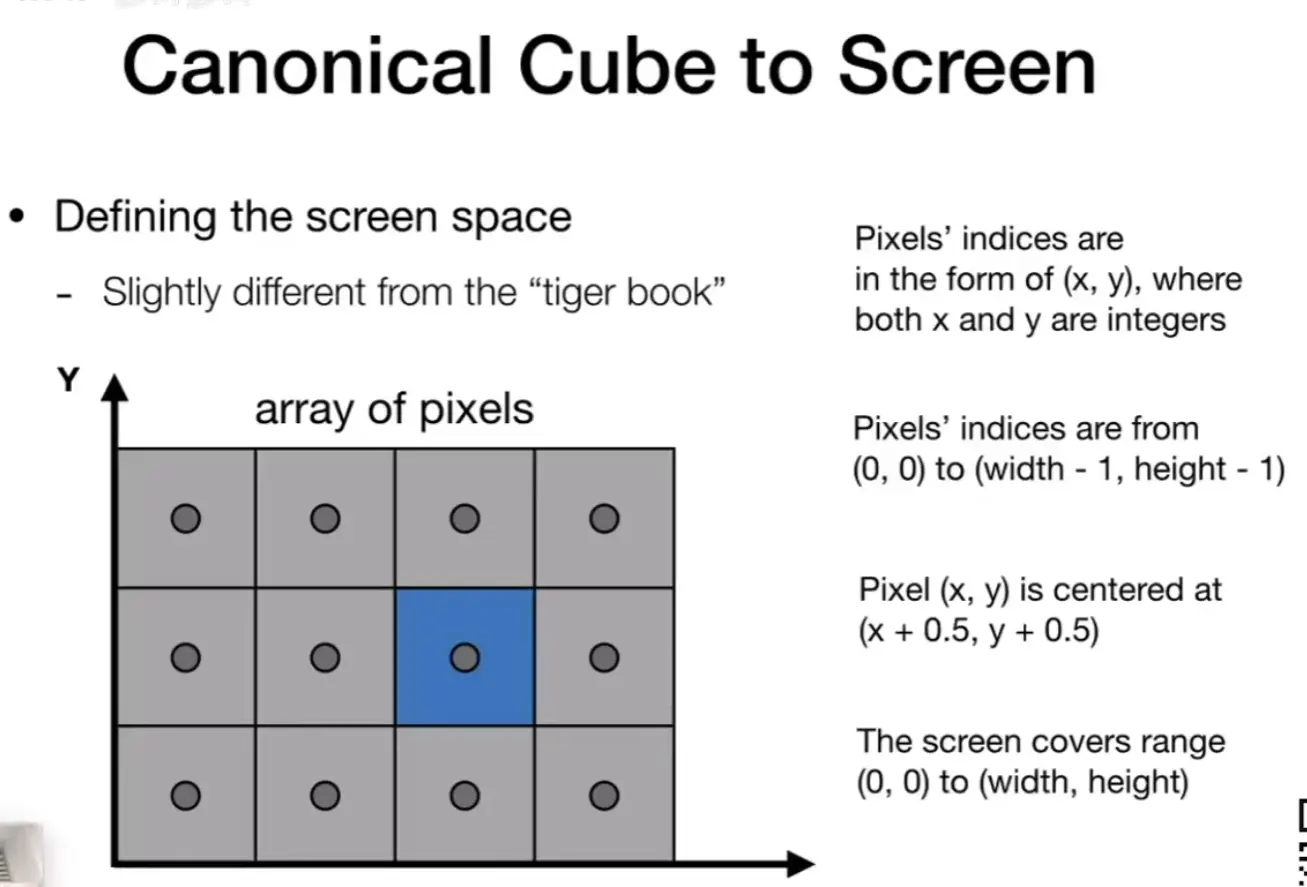 Canonical Cube to Screen
• Defining the screen space
- Slightly different from the “tiger book”
Y
array of pixels
Pixels’ indices are
in the form of (x, y), where
both x and y are integers
Pixels’ indices are from
(0, 0) to (width - 1, height - 1)
Pixel (x, y) is centered at
(x + 0.5, y + 0.5)
The screen covers range
(0, 0) to (width, height)